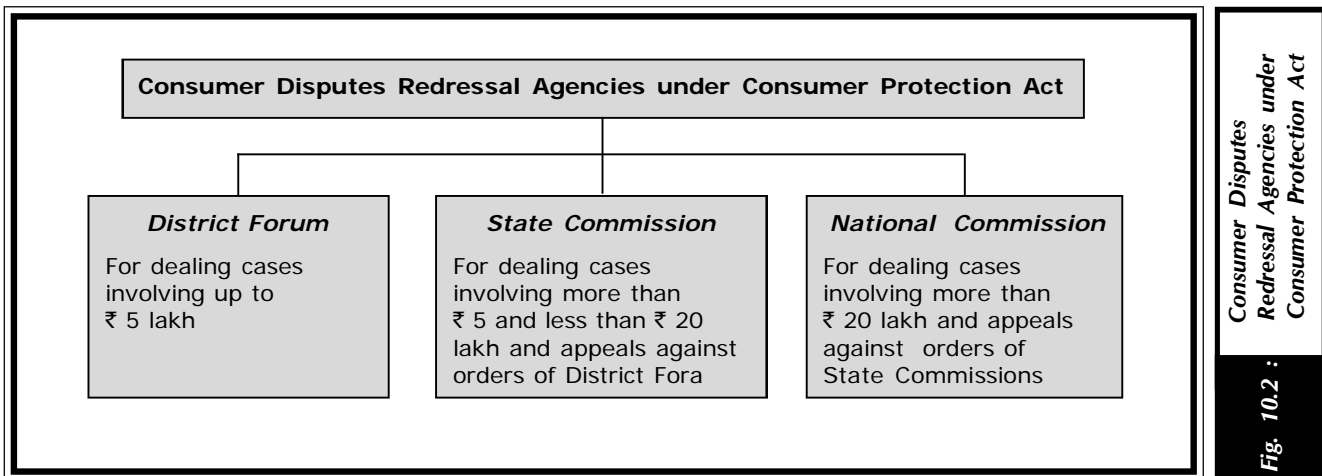 Consumer Disputes Redressal Agencies under Consumer Protection Act
District Forum
For dealing cases
involving up to
₹ 5 lakh
State Commission
For dealing cases
involving more than
₹ 5 and less than ₹ 20
lakh and appeals against
orders of District Fora
National Commission
For dealing cases
involving more than
₹ 20 lakh and appeals
against orders of
State Commissions
Fig. 10.2 :
Consumer Disputes
Redressal Agencies under
Consumer Protection Act